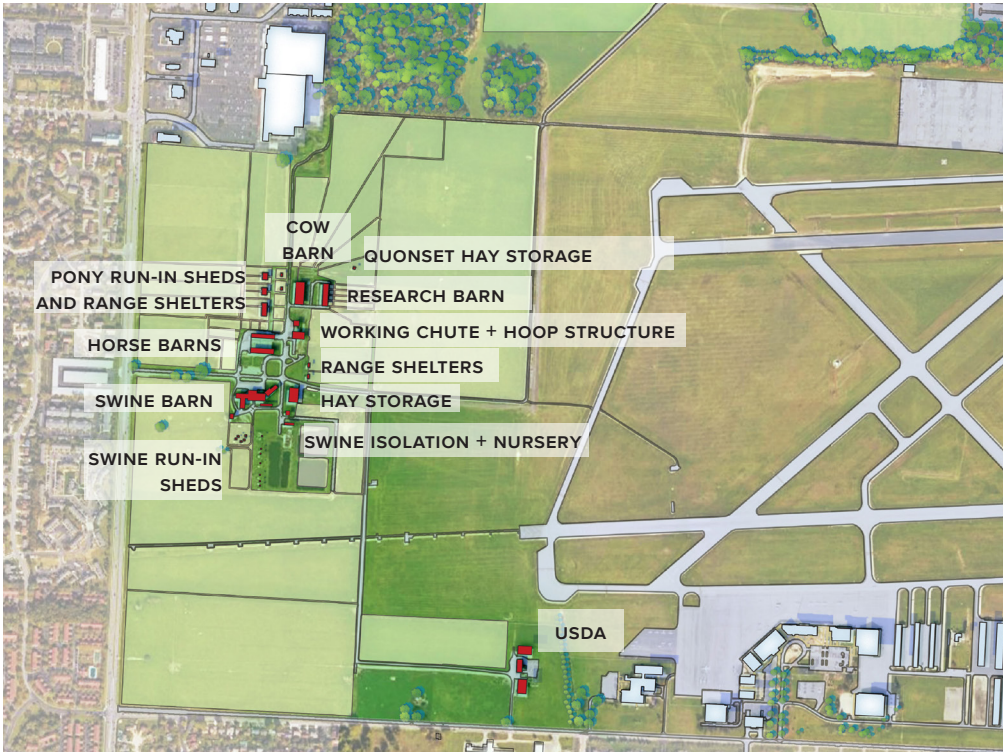 COW
BARN
QUONSET HAY STORAGE
PONY RUN-IN SHEDS
AND RANGE SHELTERS
RESEARCH BARN
WORKING CHUTE + HOOP STRUCTURE
HORSE BARNS
RANGE SHELTERS
SWINE BARN
HAY STORAGE
SWINE ISOLATION + NURSERY
SWINE RUN-IN
SHEDS
USDA